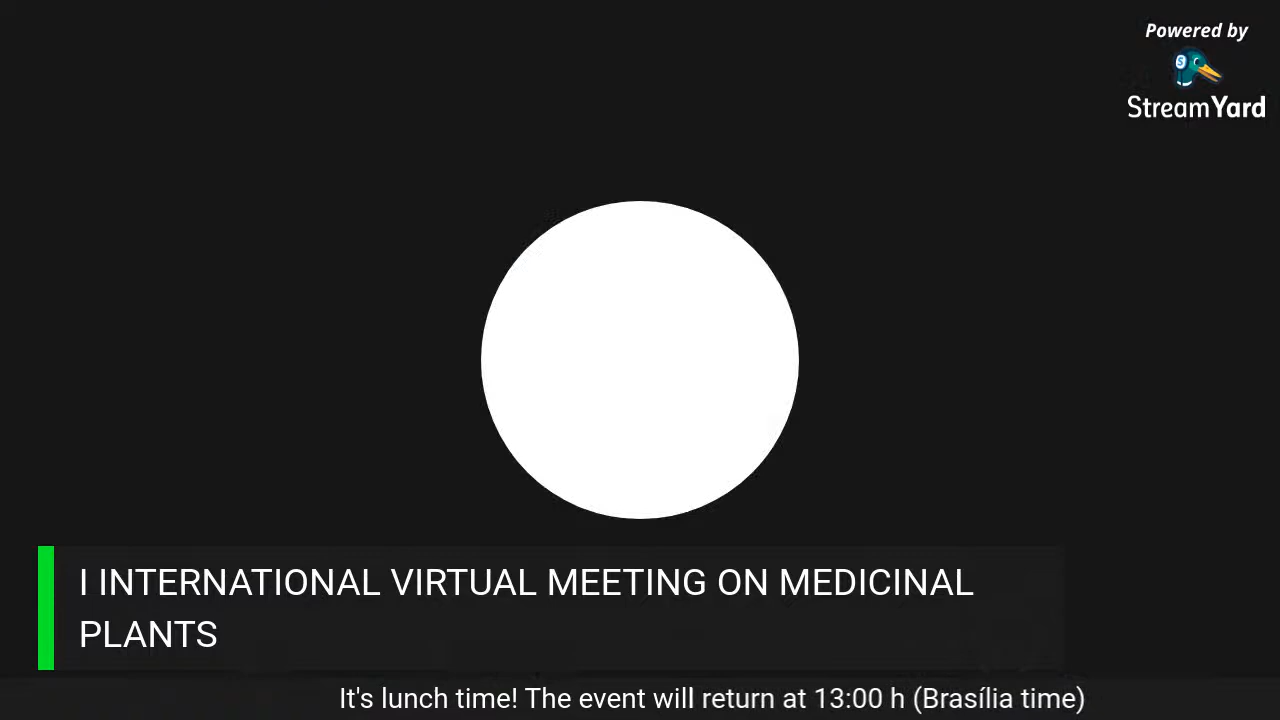 Powered by
StreamYard
I INTERNATIONAL VIRTUAL MEETING ON MEDICINAL
PLANTS
It's lunch time! The event will return at 13:00 h (Brasília time)